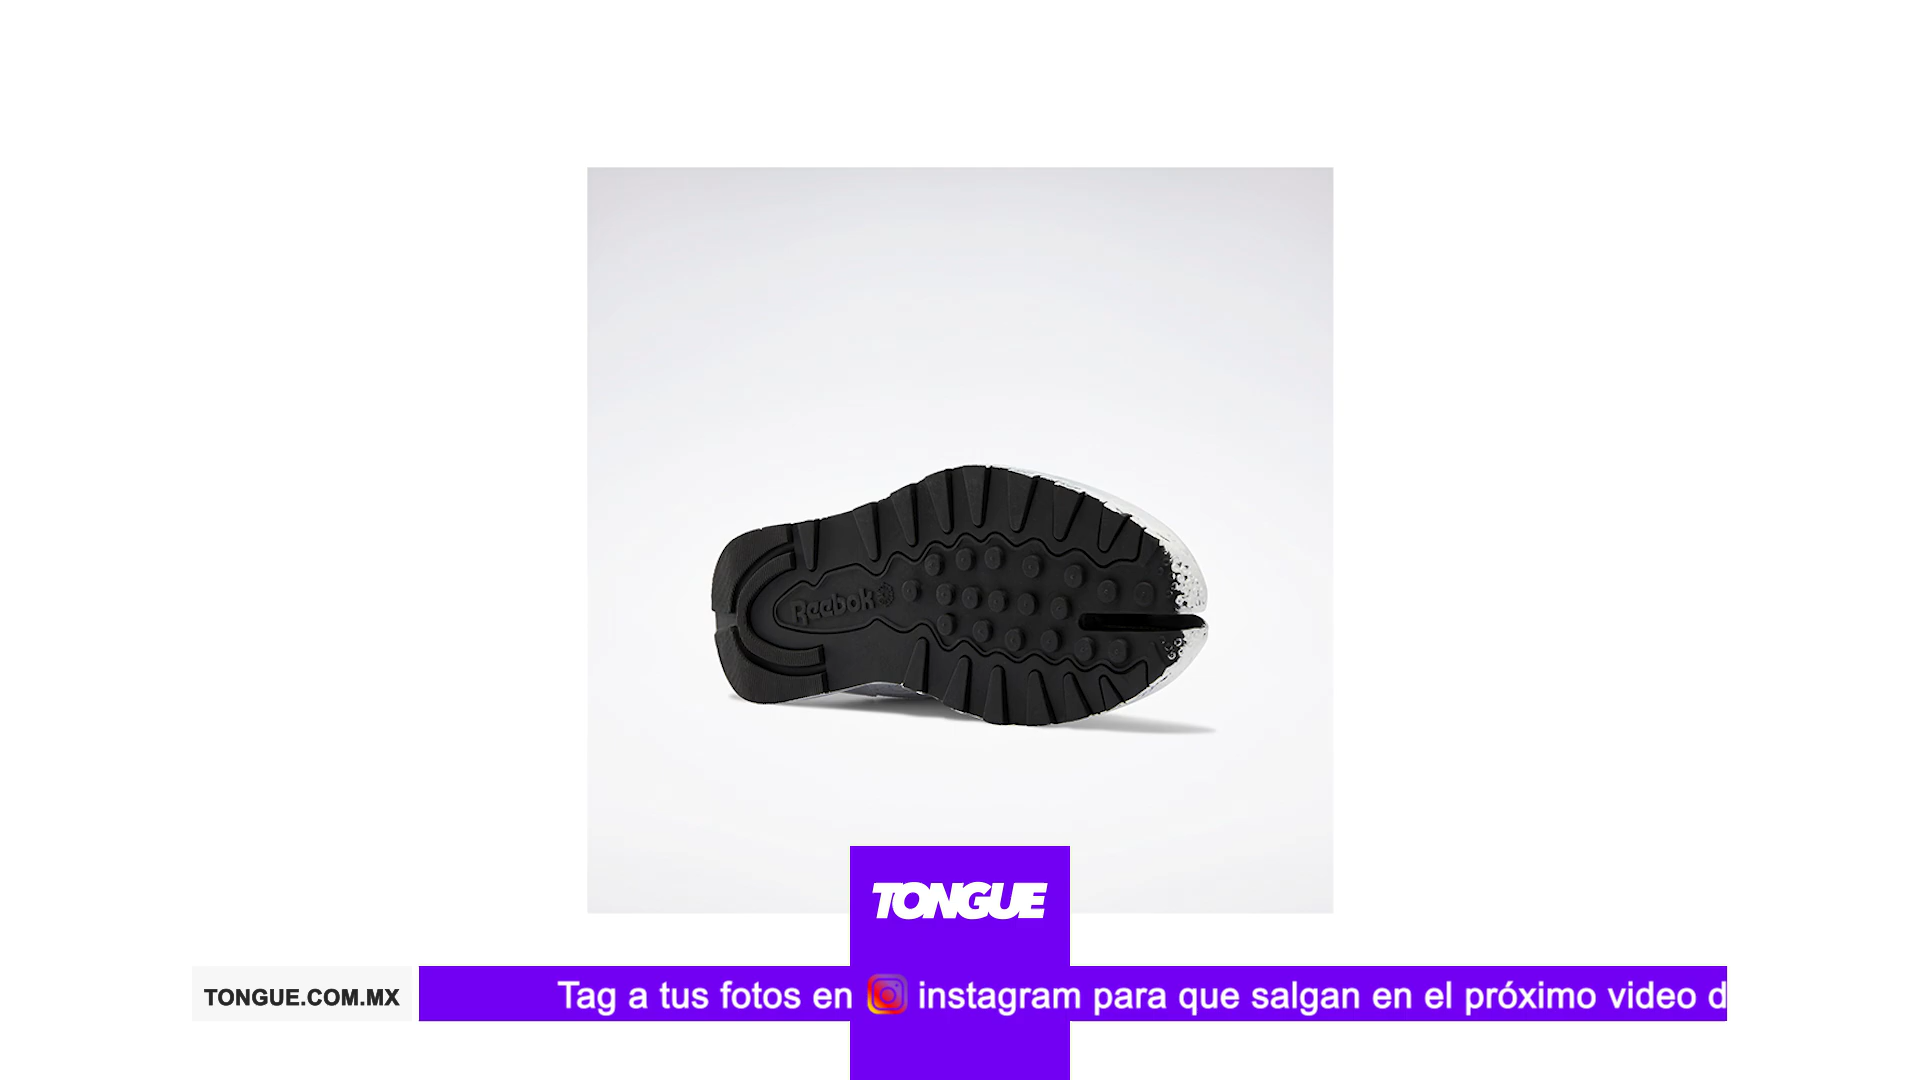 Reebok
TONGUE
TONGUE.COM.MX
Tag a tus fotos en instagram para que salgan en el próximo video d